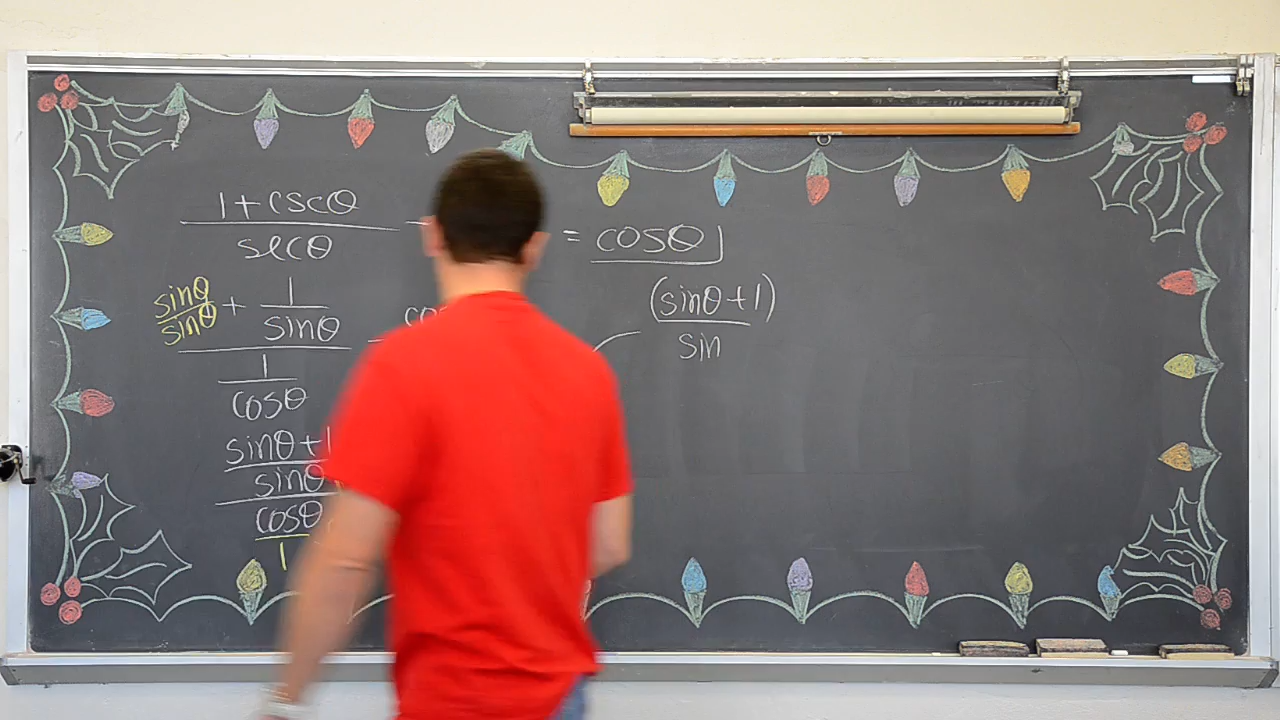 1 + cscθ
secθ
= cosθ
sinθ
sinθ
+
1
sinθ
1
cosθ
(sinθ + 1)
sin
sinθ + 1
sinθ
cosθ
1